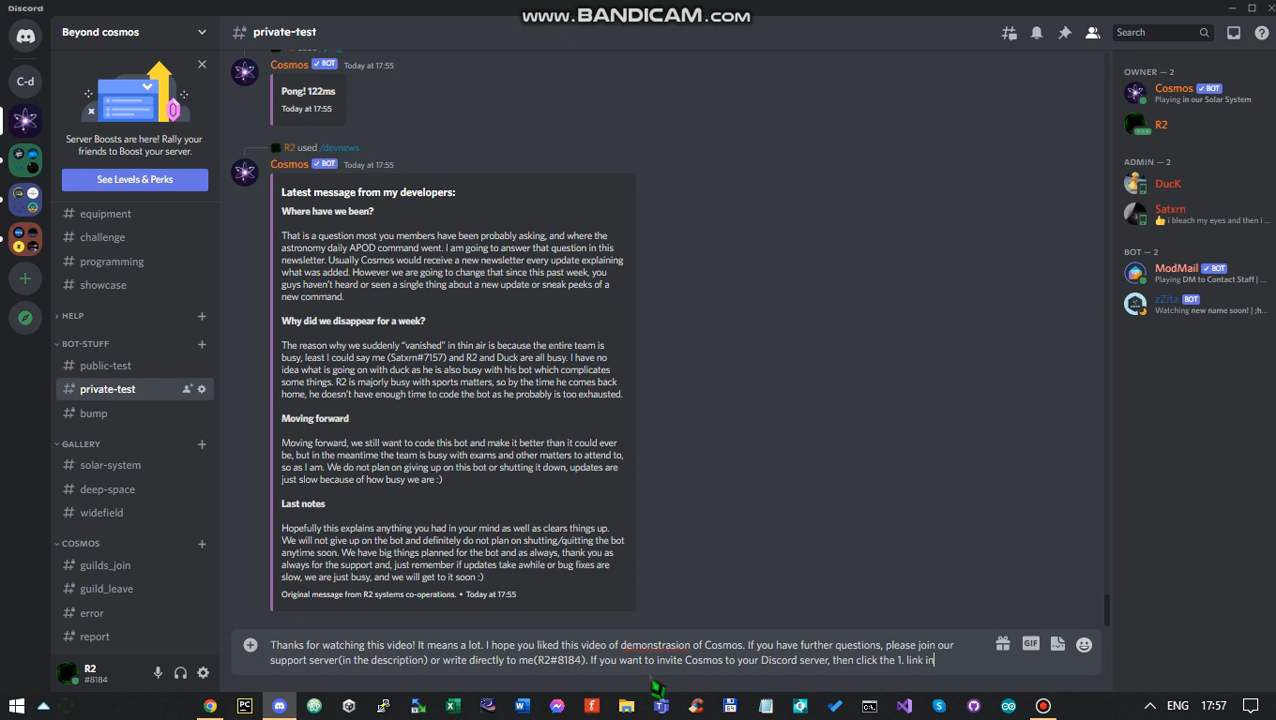 Discord
www.BANDICAM.com
Beyond cosmos
private-test
Search
C-d
Server Boosts are here! Rally your
friends to Boost your server.
See Levels & Perks
equipment
challenge
programming
showcase
HELP
BOT-STUFF
public-test
private-test
bump
GALLERY
solar-system
deep-space
widefield
COSMOS
guilds_join
guild_leave
error
report
R2
#8184
Cosmos BOT Today at 17:55
Pong! 122ms
Today at 17:55
R2 used /devnews
Cosmos BOT Today at 17:55
Latest message from my developers:
Where have we been?
That is a question most you members have been probably asking, and where the
astronomy daily APOD command went. I am going to answer that question in this
newsletter. Usually Cosmos would receive a new newsletter every update explaining
what was added. However we are going to change that since this past week, you
guys haven't heard or seen a single thing about a new update or sneak peeks of a
new command.
Why did we disappear for a week?
The reason why we suddenly “vanished” in thin air is because the entire team is
busy, least I could say me (Satxrn#7157) and R2 and Duck are all busy. I have no
idea what is going on with duck as he is also busy with his bot which complicates
some things. R2 is majorly busy with sports matters, so by the time he comes back
home, he doesn't have enough time to code the bot as he probably is too exhausted.
Moving forward
Moving forward, we still want to code this bot and make it better than it could ever
be, but in the meantime the team is busy with exams and other matters to attend to,
so as I am. We do not plan on giving up on this bot or shutting it down, updates are
just slow because of how busy we are :)
Last notes
Hopefully this explains anything you had in your mind as well as clears things up.
We will not give up on the bot and definitely do not plan on shutting/quitting the bot
anytime soon. We have big things planned for the bot and as always, thank you as
always for the support and, just remember if updates take awhile or bug fixes are
slow, we are just busy, and we will get to it soon :)
Original message from R2 systems co-operations. • Today at 17:55
Thanks for watching this video! It means a lot. I hope you liked this video of demonstrasion of Cosmos. If you have further questions, please join our
support server(in the description) or write directly to me(R2#8184). If you want to invite Cosmos to your Discord server, then click the 1. link in
GIF
OWNER — 2
Cosmos BOT
Playing in our Solar System
R2
ADMIN — 2
DucK
Satxrn
i bleach my eyes and then i ...
BOT — 2
ModMail BOT
Playing DM to Contact Staff | ...
zZita BOT
Watching new name soon! | ;h...
ENG 17:57